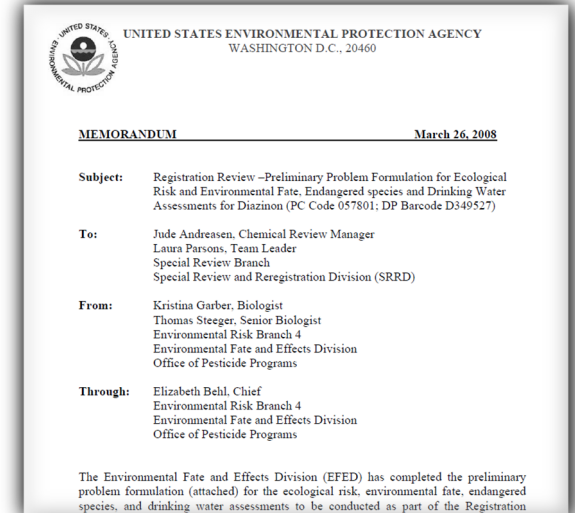 UNITED STATES ENVIRONMENTAL PROTECTION AGENCY
WASHINGTON D.C., 20460
UNITED STATES
ENVIRONMENTAL PROTECTION AGENCY
MEMORANDUM March 26, 2008
Subject: Registration Review –Preliminary Problem Formulation for Ecological
Risk and Environmental Fate, Endangered species and Drinking Water
Assessments for Diazinon (PC Code 057801; DP Barcode D349527)
To: Jude Andreasen, Chemical Review Manager
Laura Parsons, Team Leader
Special Review Branch
Special Review and Reregistration Division (SRRD)
From: Kristina Garber, Biologist
Thomas Steeger, Senior Biologist
Environmental Risk Branch 4
Environmental Fate and Effects Division
Office of Pesticide Programs
Through: Elizabeth Behl, Chief
Environmental Risk Branch 4
Environmental Fate and Effects Division
Office of Pesticide Programs
The Environmental Fate and Effects Division (EFED) has completed the preliminary
problem formulation (attached) for the ecological risk, environmental fate, endangered
species, and drinking water assessments to be conducted as part of the Registration